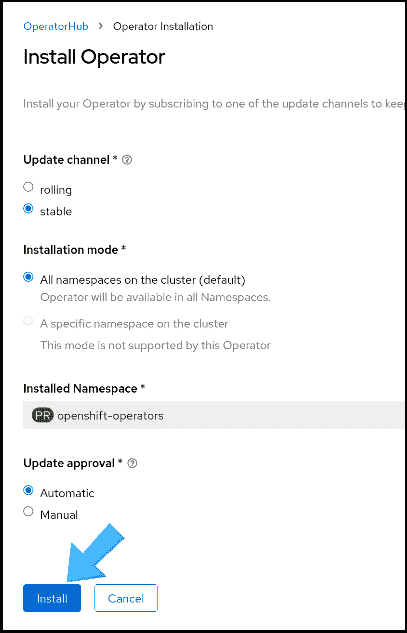 OperatorHub > Operator Installation
Install Operator
Install your Operator by subscribing to one of the update channels to keep
Update channel *
rolling
stable
Installation mode *
All namespaces on the cluster (default)
Operator will be available in all Namespaces.
A specific namespace on the cluster
This mode is not supported by this Operator
Installed Namespace *
PR openshift-operators
Update approval *
Automatic
Manual
Install Cancel